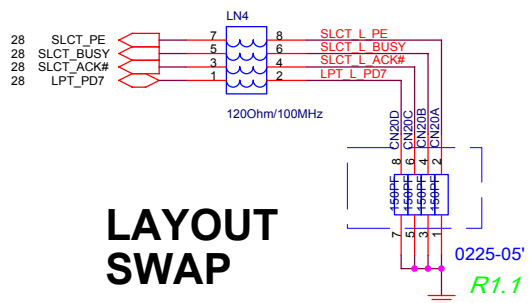 LN4
28 SLCT_PE 7 8 SLCT_L_PE
28 SLCT_BUSY 5 6 SLCT_L_BUSY
28 SLCT_ACK# 3 4 SLCT_L_ACK#
28 LPT_PD7 1 2 LPT_L_PD7
120Ohm/100MHz
CN20D CN20C CN20B CN20A
8 6 4 2
150PF 150PF 150PF 150PF
7 5 3 1
LAYOUT
SWAP
0225-05'
R1.1